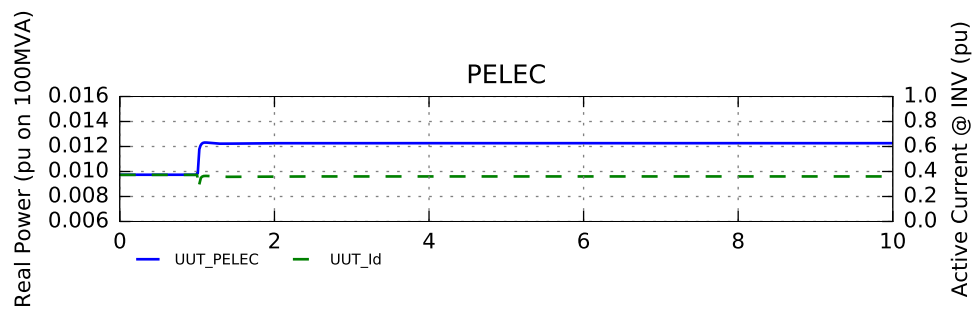 PELEC
Real Power (pu on 100MVA)
0.016
0.014
0.012
0.010
0.008
0.006
1.0
0.8
0.6
0.4
0.2
0.0
Active Current @ INV (pu)
0 2 4 6 8 10
UUT_PELEC UUT_Id